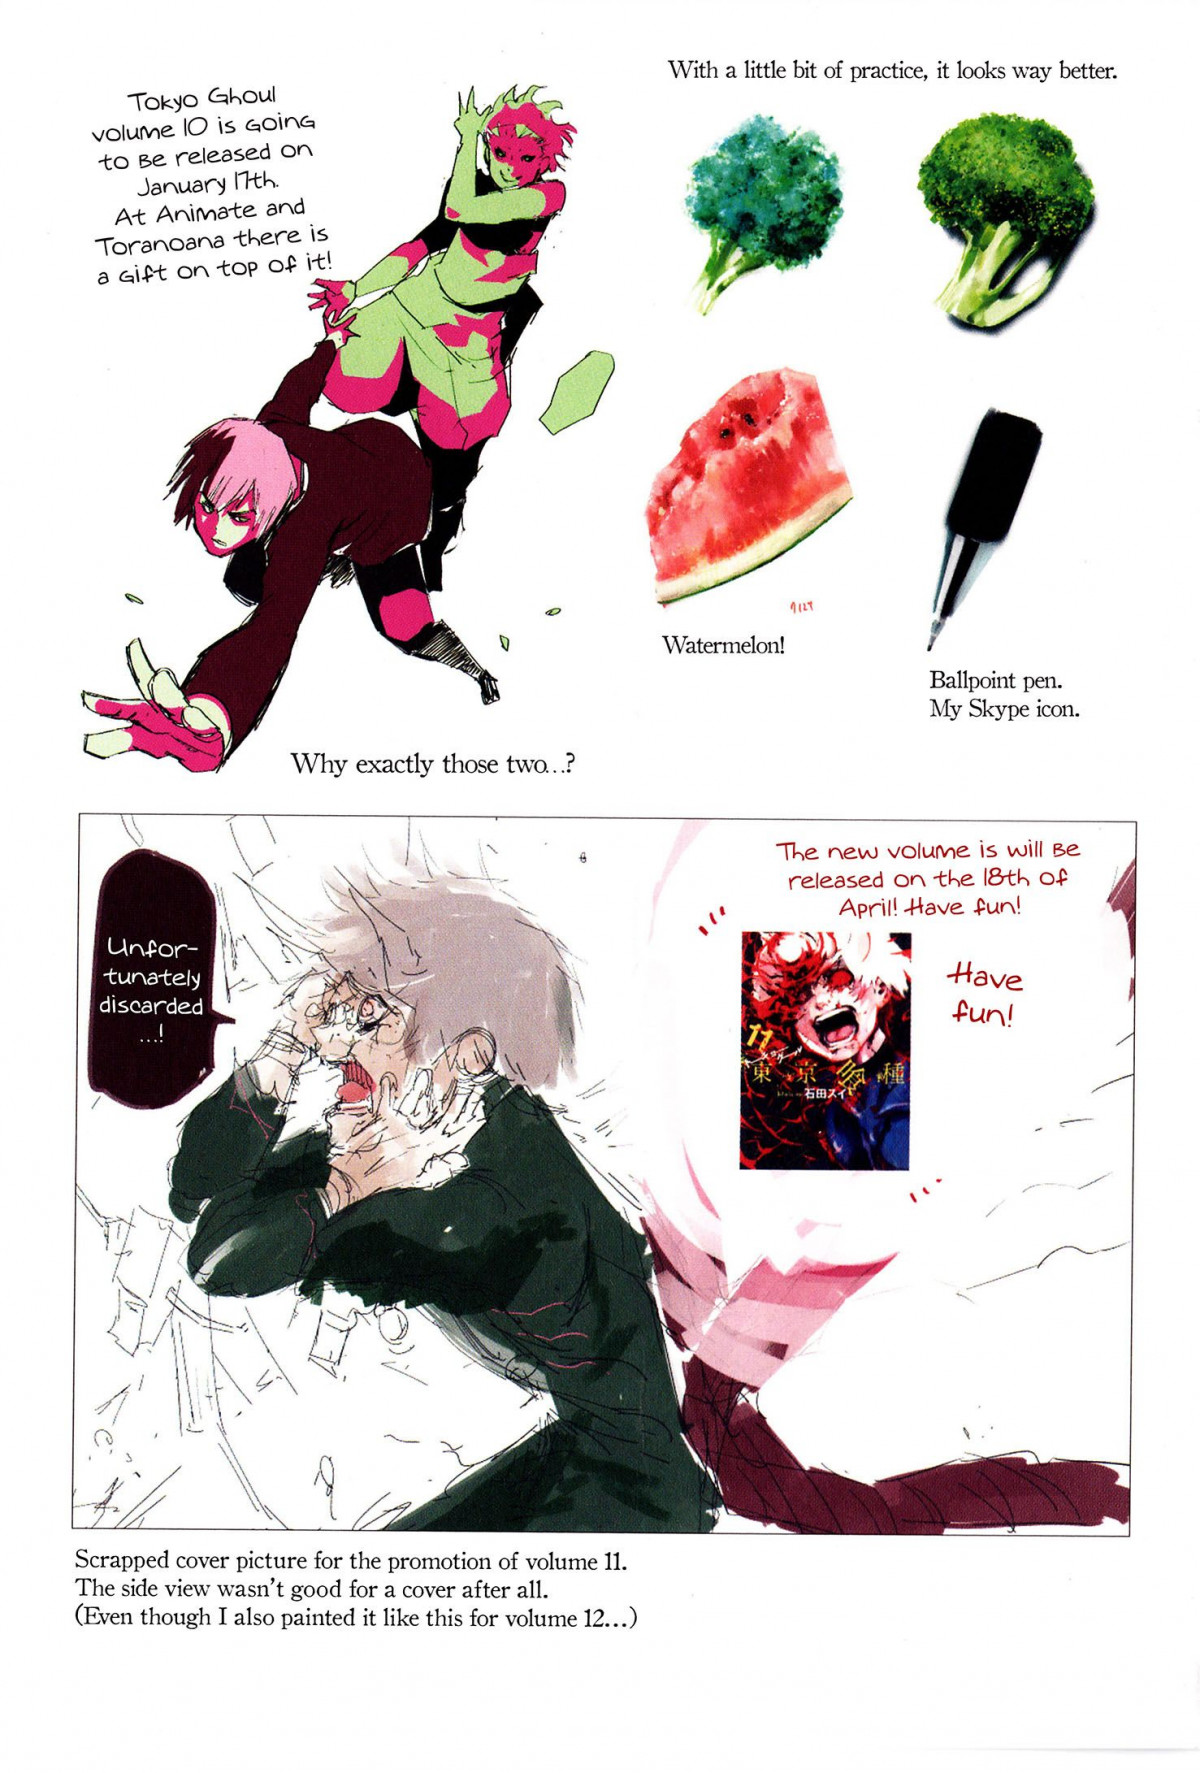 Tokyo Ghoul
volume 10 is going
to be released on
January 17th.
At Animate and
Toranoana there is
a gift on top of it!
Why exactly those two...?
With a little bit of practice, it looks way better.
Watermelon!
Ballpoint pen.
My Skype icon.
Unfor-
tunately
discarded
...!
The new volume is will be
released on the 18th of
April! Have fun!
Have
fun!
11
東京喰種
石田スイ
Scrapped cover picture for the promotion of volume 11.
The side view wasn't good for a cover after all.
(Even though I also painted it like this for volume 12...)